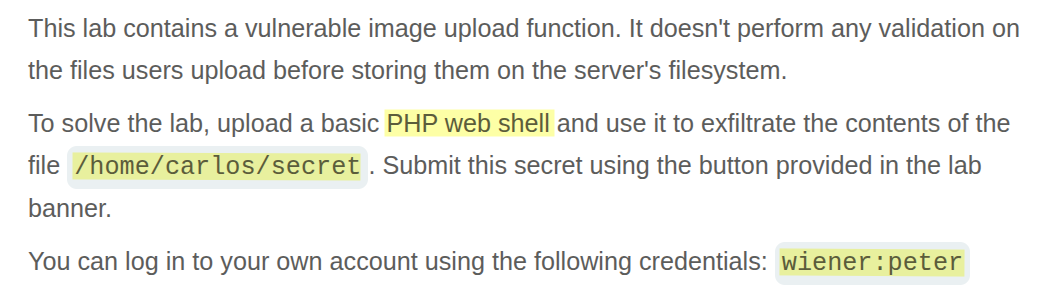 This lab contains a vulnerable image upload function. It doesn't perform any validation on
the files users upload before storing them on the server's filesystem.
To solve the lab, upload a basic PHP web shell and use it to exfiltrate the contents of the
file /home/carlos/secret. Submit this secret using the button provided in the lab
banner.
You can log in to your own account using the following credentials: wiener:peter